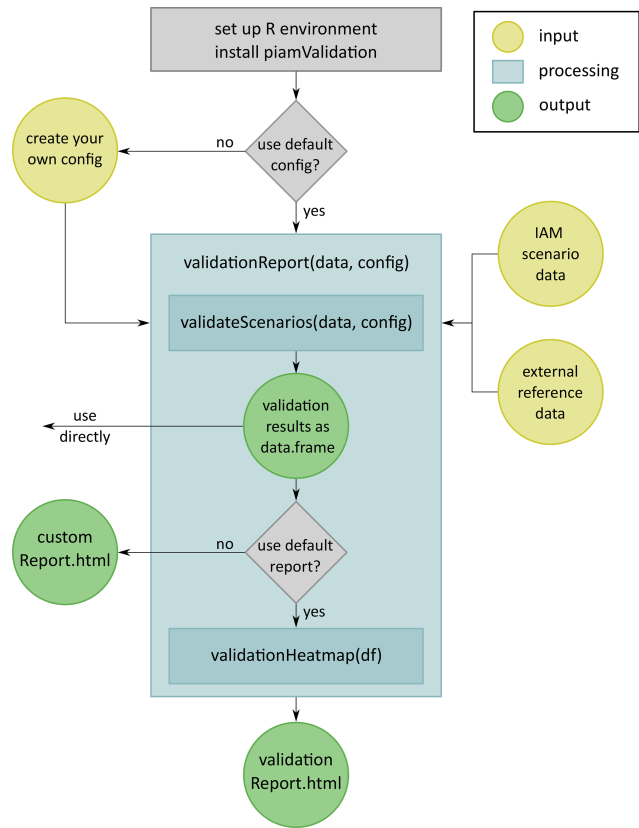 set up R environment
install piamValidation
input
processing
output
use default
config?
no
yes
create your
own config
validationReport(data, config)
IAM
scenario
data
validateScenarios(data, config)
external
reference
data
validation
results as
data.frame
use
directly
use default
report?
no
yes
custom
Report.html
validationHeatmap(df)
validation
Report.html